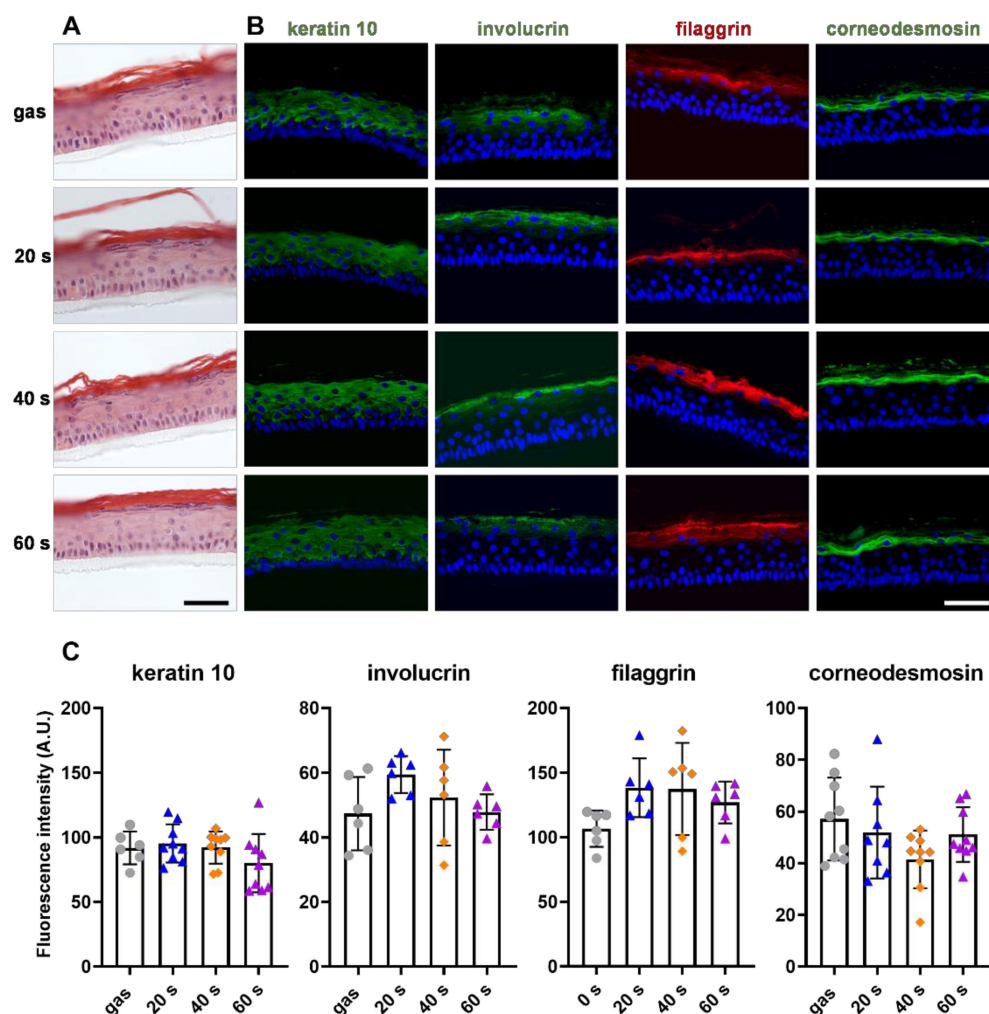 A
B
keratin 10
involucrin
filaggrin
corneodesmosin
gas
20 s
40 s
60 s
C
keratin 10
involucrin
filaggrin
corneodesmosin
Fluorescence intensity (A.U.)
200
150
100
50
0
gas
20 s
40 s
60 s
80
60
40
20
0
gas
20 s
40 s
60 s
200
150
100
50
0
0 s
20 s
40 s
60 s
100
80
60
40
20
0
gas
20 s
40 s
60 s